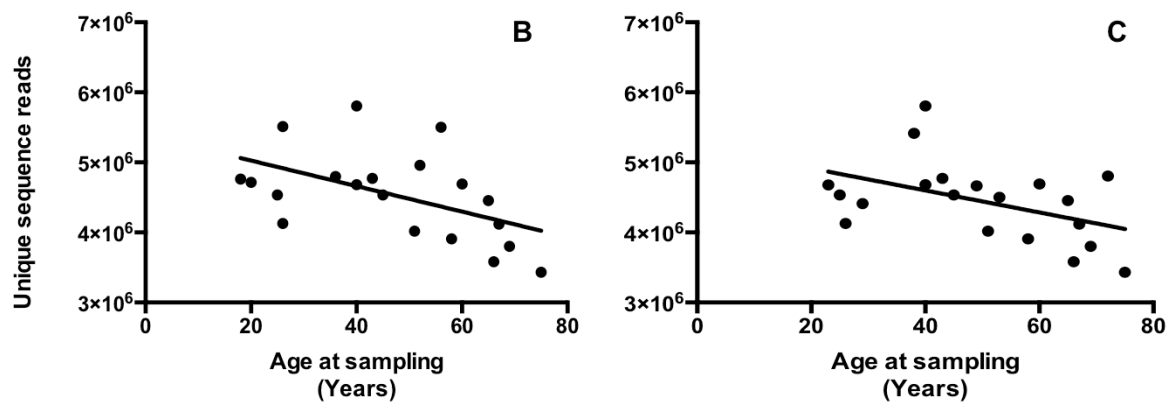 Unique sequence reads
B
7×10⁶
6×10⁶
5×10⁶
4×10⁶
3×10⁶
0 20 40 60 80
Age at sampling
(Years)
C
7×10⁶
6×10⁶
5×10⁶
4×10⁶
3×10⁶
0 20 40 60 80
Age at sampling
(Years)